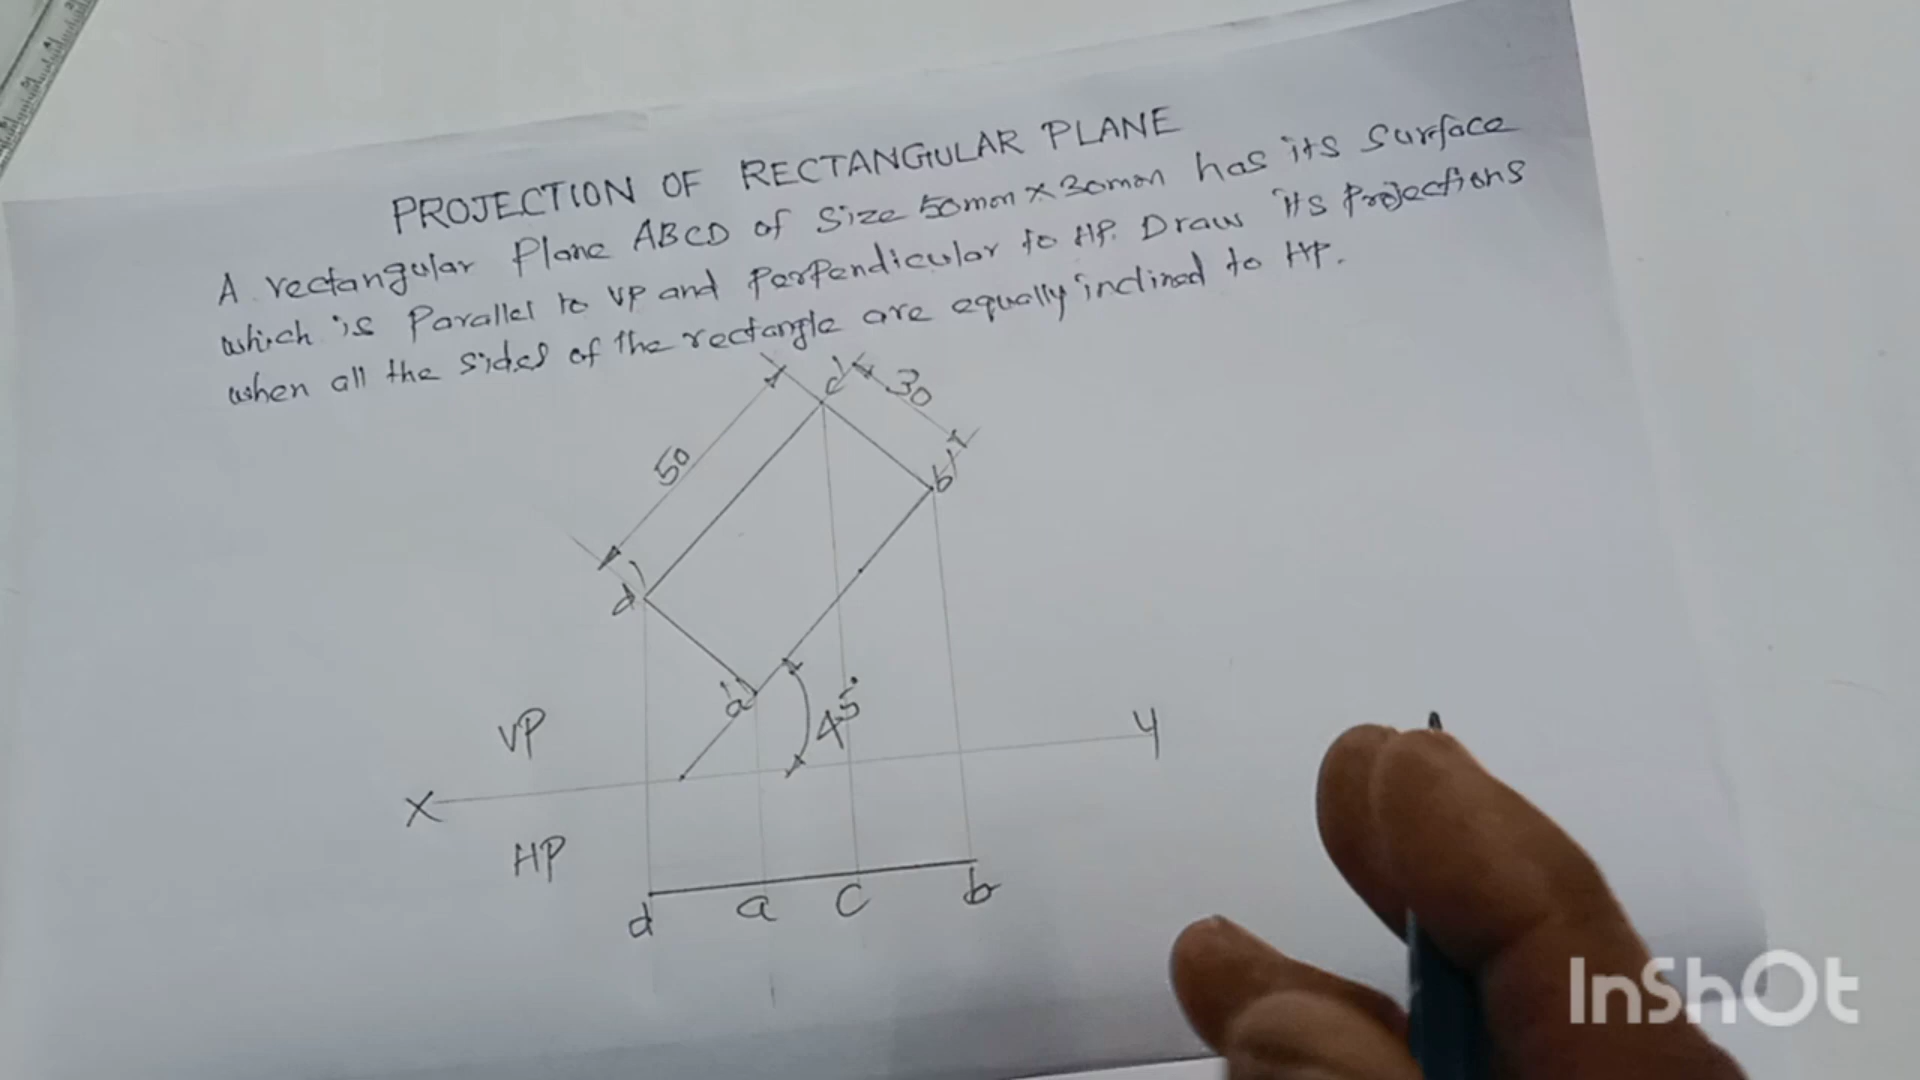 PROJECTION OF RECTANGULAR PLANE
A rectangular Plane ABCD of Size 50mm x 30mm has its Surface
which is Parallel to VP and Perpendicular to HP. Draw its Projections
when all the sides of the rectangle are equally inclined to HP.
c'
30
50
b'
d'
a'
45°
VP
X
Y
HP
d a c b
InShOt